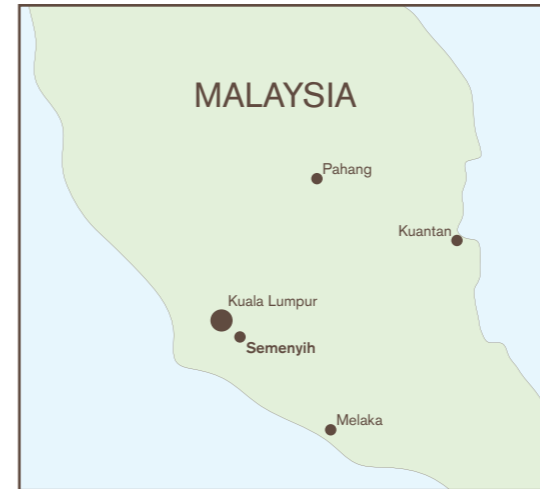 MALAYSIA
Pahang
Kuantan
Kuala Lumpur
Semenyih
Melaka